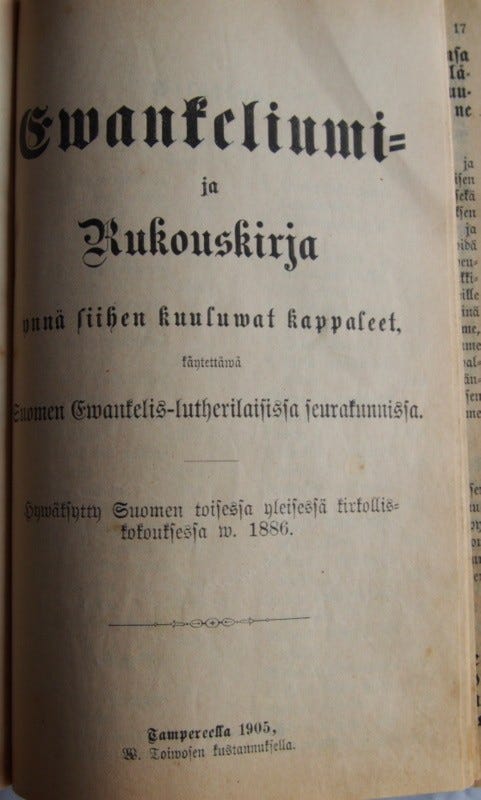 Ewankeliumi-
ja
Rukouskirja
ynnä siihen kuuluwat kappaleet,
käytettäwä
Suomen Ewankelis-lutherilaisissa seurakunnissa.
Hywäksytty Suomen toisessa yleisessä kirkollis-
kokouksessa w. 1886.
Tampereella 1905,
W. Toiwosen kustannuksella.
17